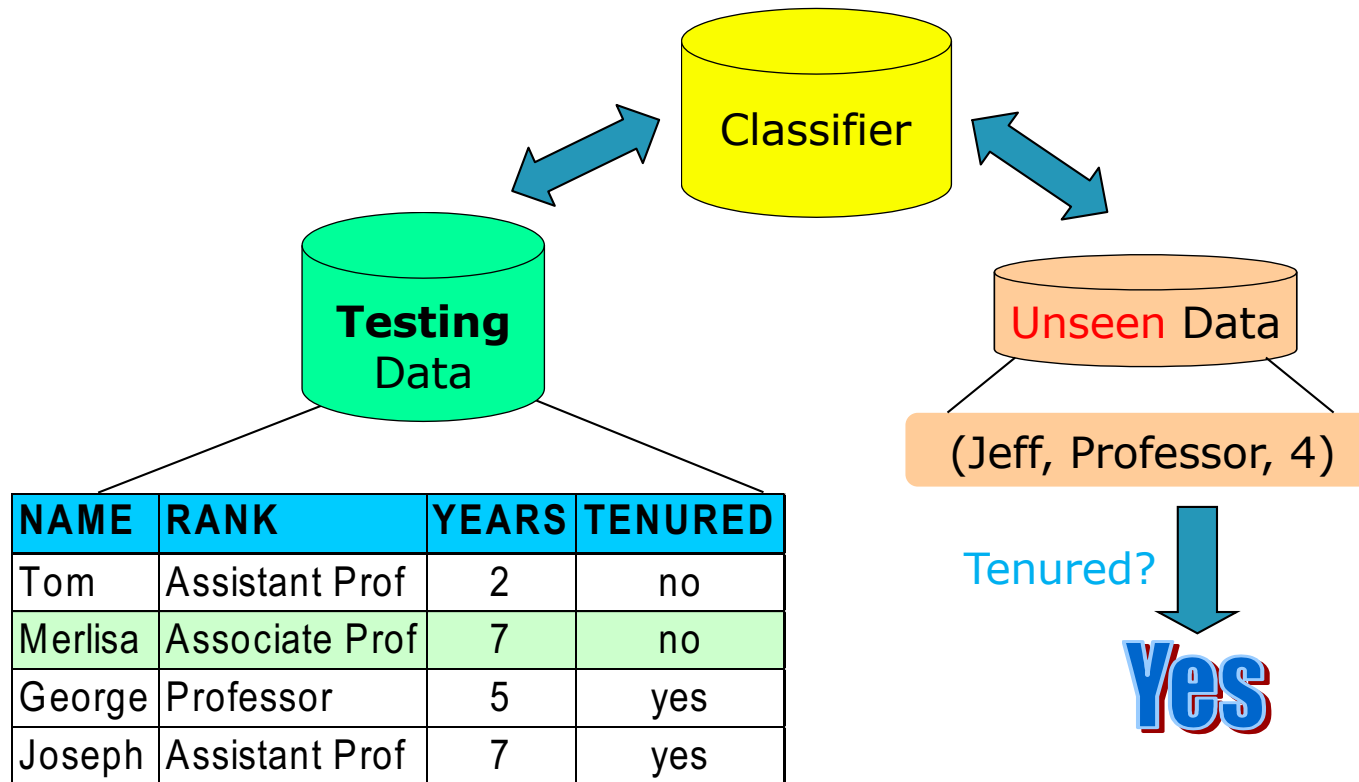 Classifier
Testing
Data
Unseen Data
(Jeff, Professor, 4)
NAME RANK YEARS TENURED
Tom Assistant Prof 2 no
Merlisa Associate Prof 7 no
George Professor 5 yes
Joseph Assistant Prof 7 yes
Tenured?
Yes